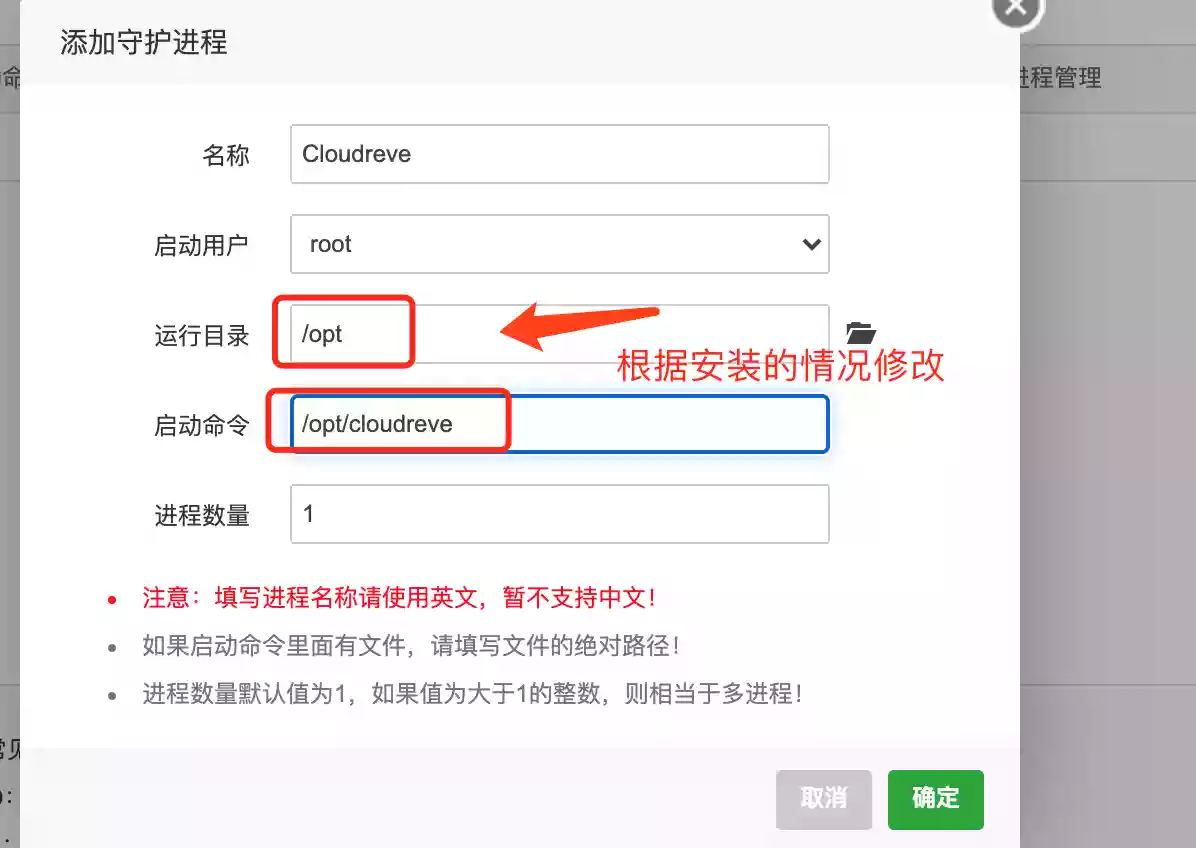 添加守护进程
进程管理
名称
Cloudreve
启动用户
root
运行目录
/opt
根据安装的情况修改
启动命令
/opt/cloudreve
进程数量
1
注意：填写进程名称请使用英文，暂不支持中文！
如果启动命令里面有文件，请填写文件的绝对路径！
进程数量默认值为1，如果值为大于1的整数，则相当于多进程！
取消
确定